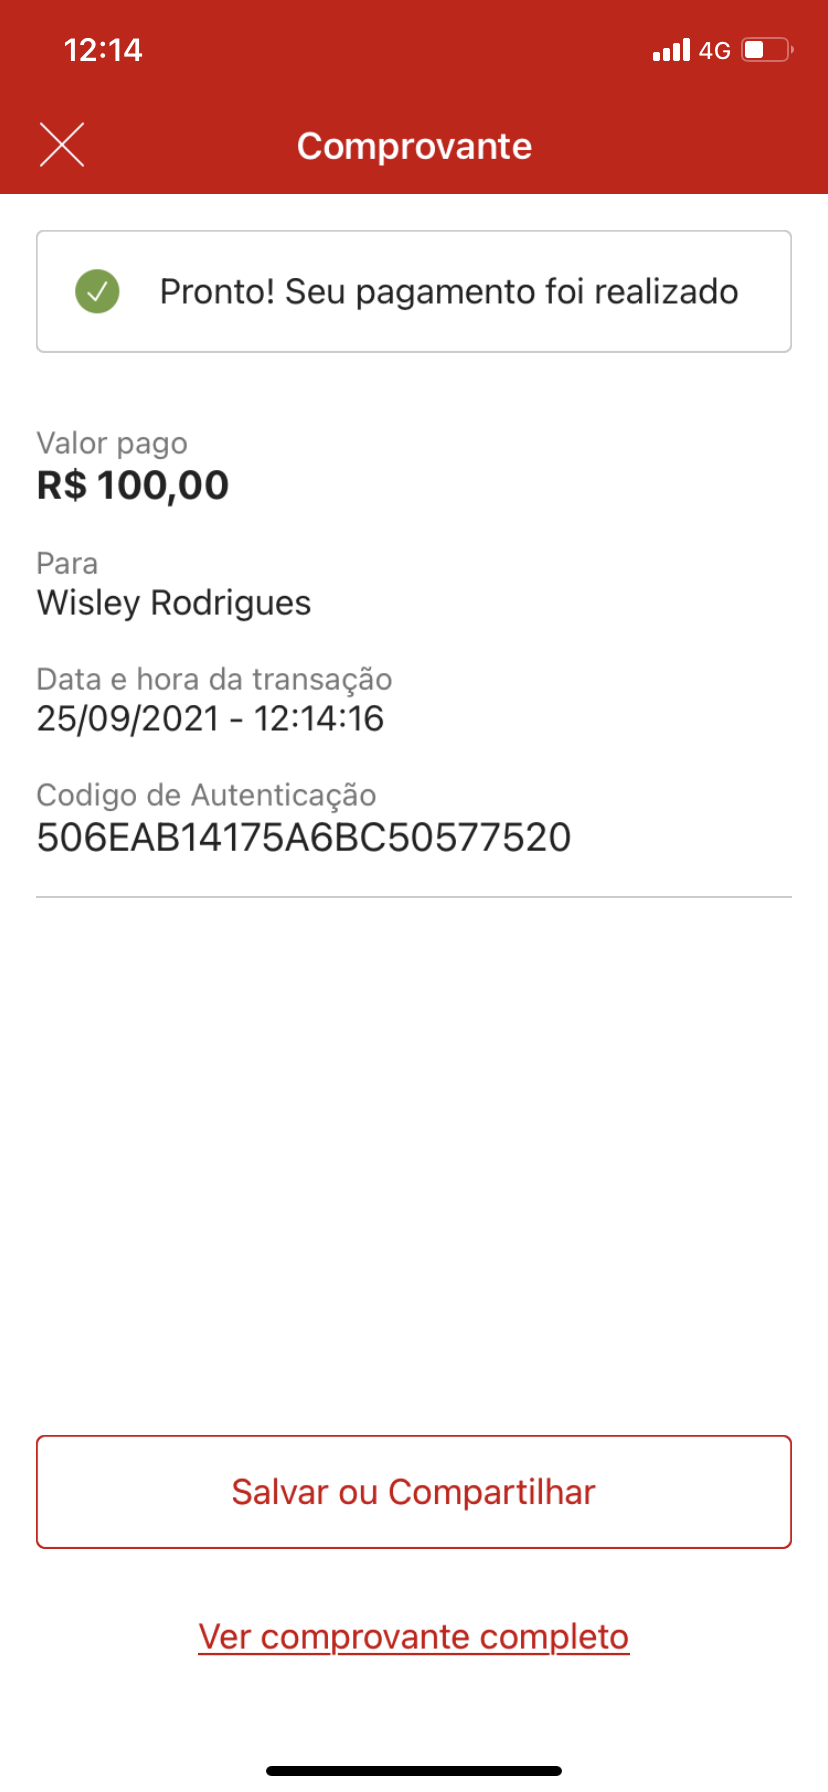 12:14
4G
Comprovante
Pronto! Seu pagamento foi realizado
Valor pago
R$ 100,00
Para
Wisley Rodrigues
Data e hora da transação
25/09/2021 - 12:14:16
Codigo de Autenticação
506EAB14175A6BC50577520
Salvar ou Compartilhar
Ver comprovante completo